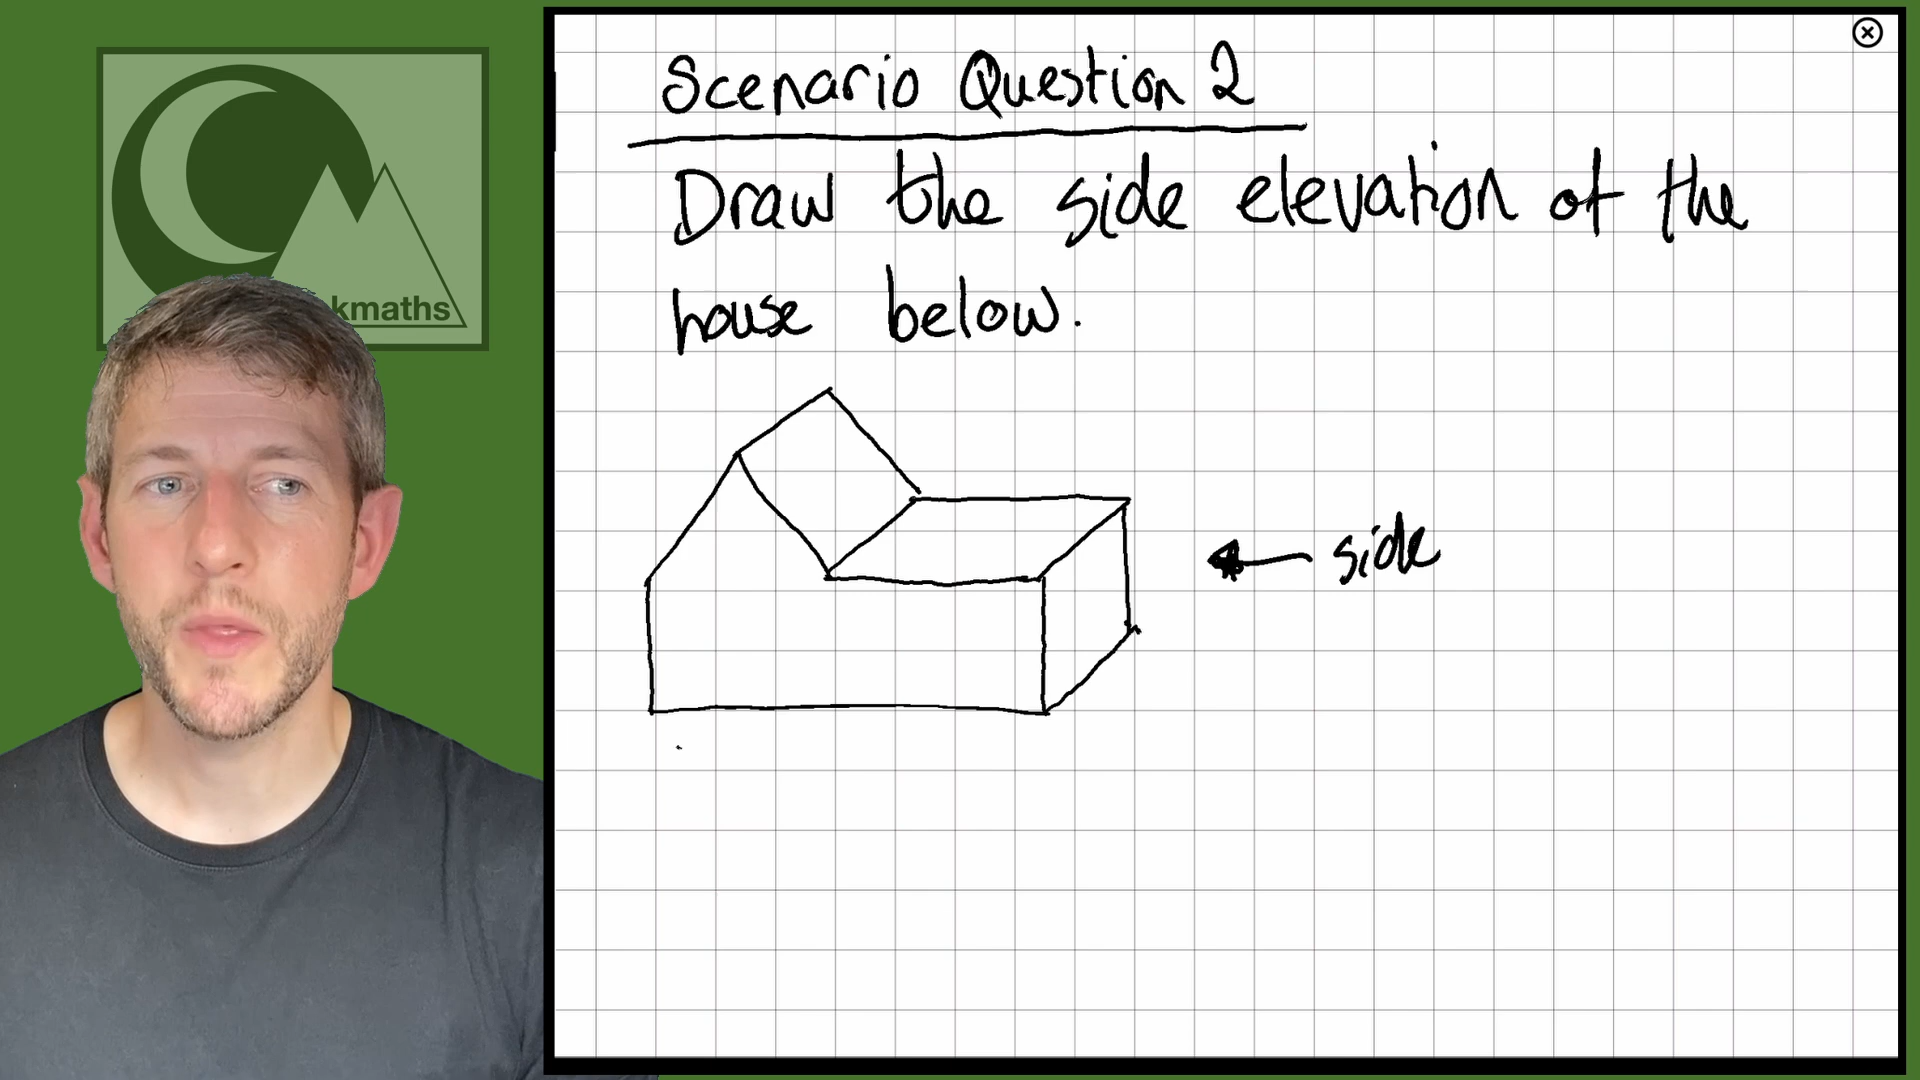 kmaths
Scenario Question 2
Draw the side elevation of the
house below.
side